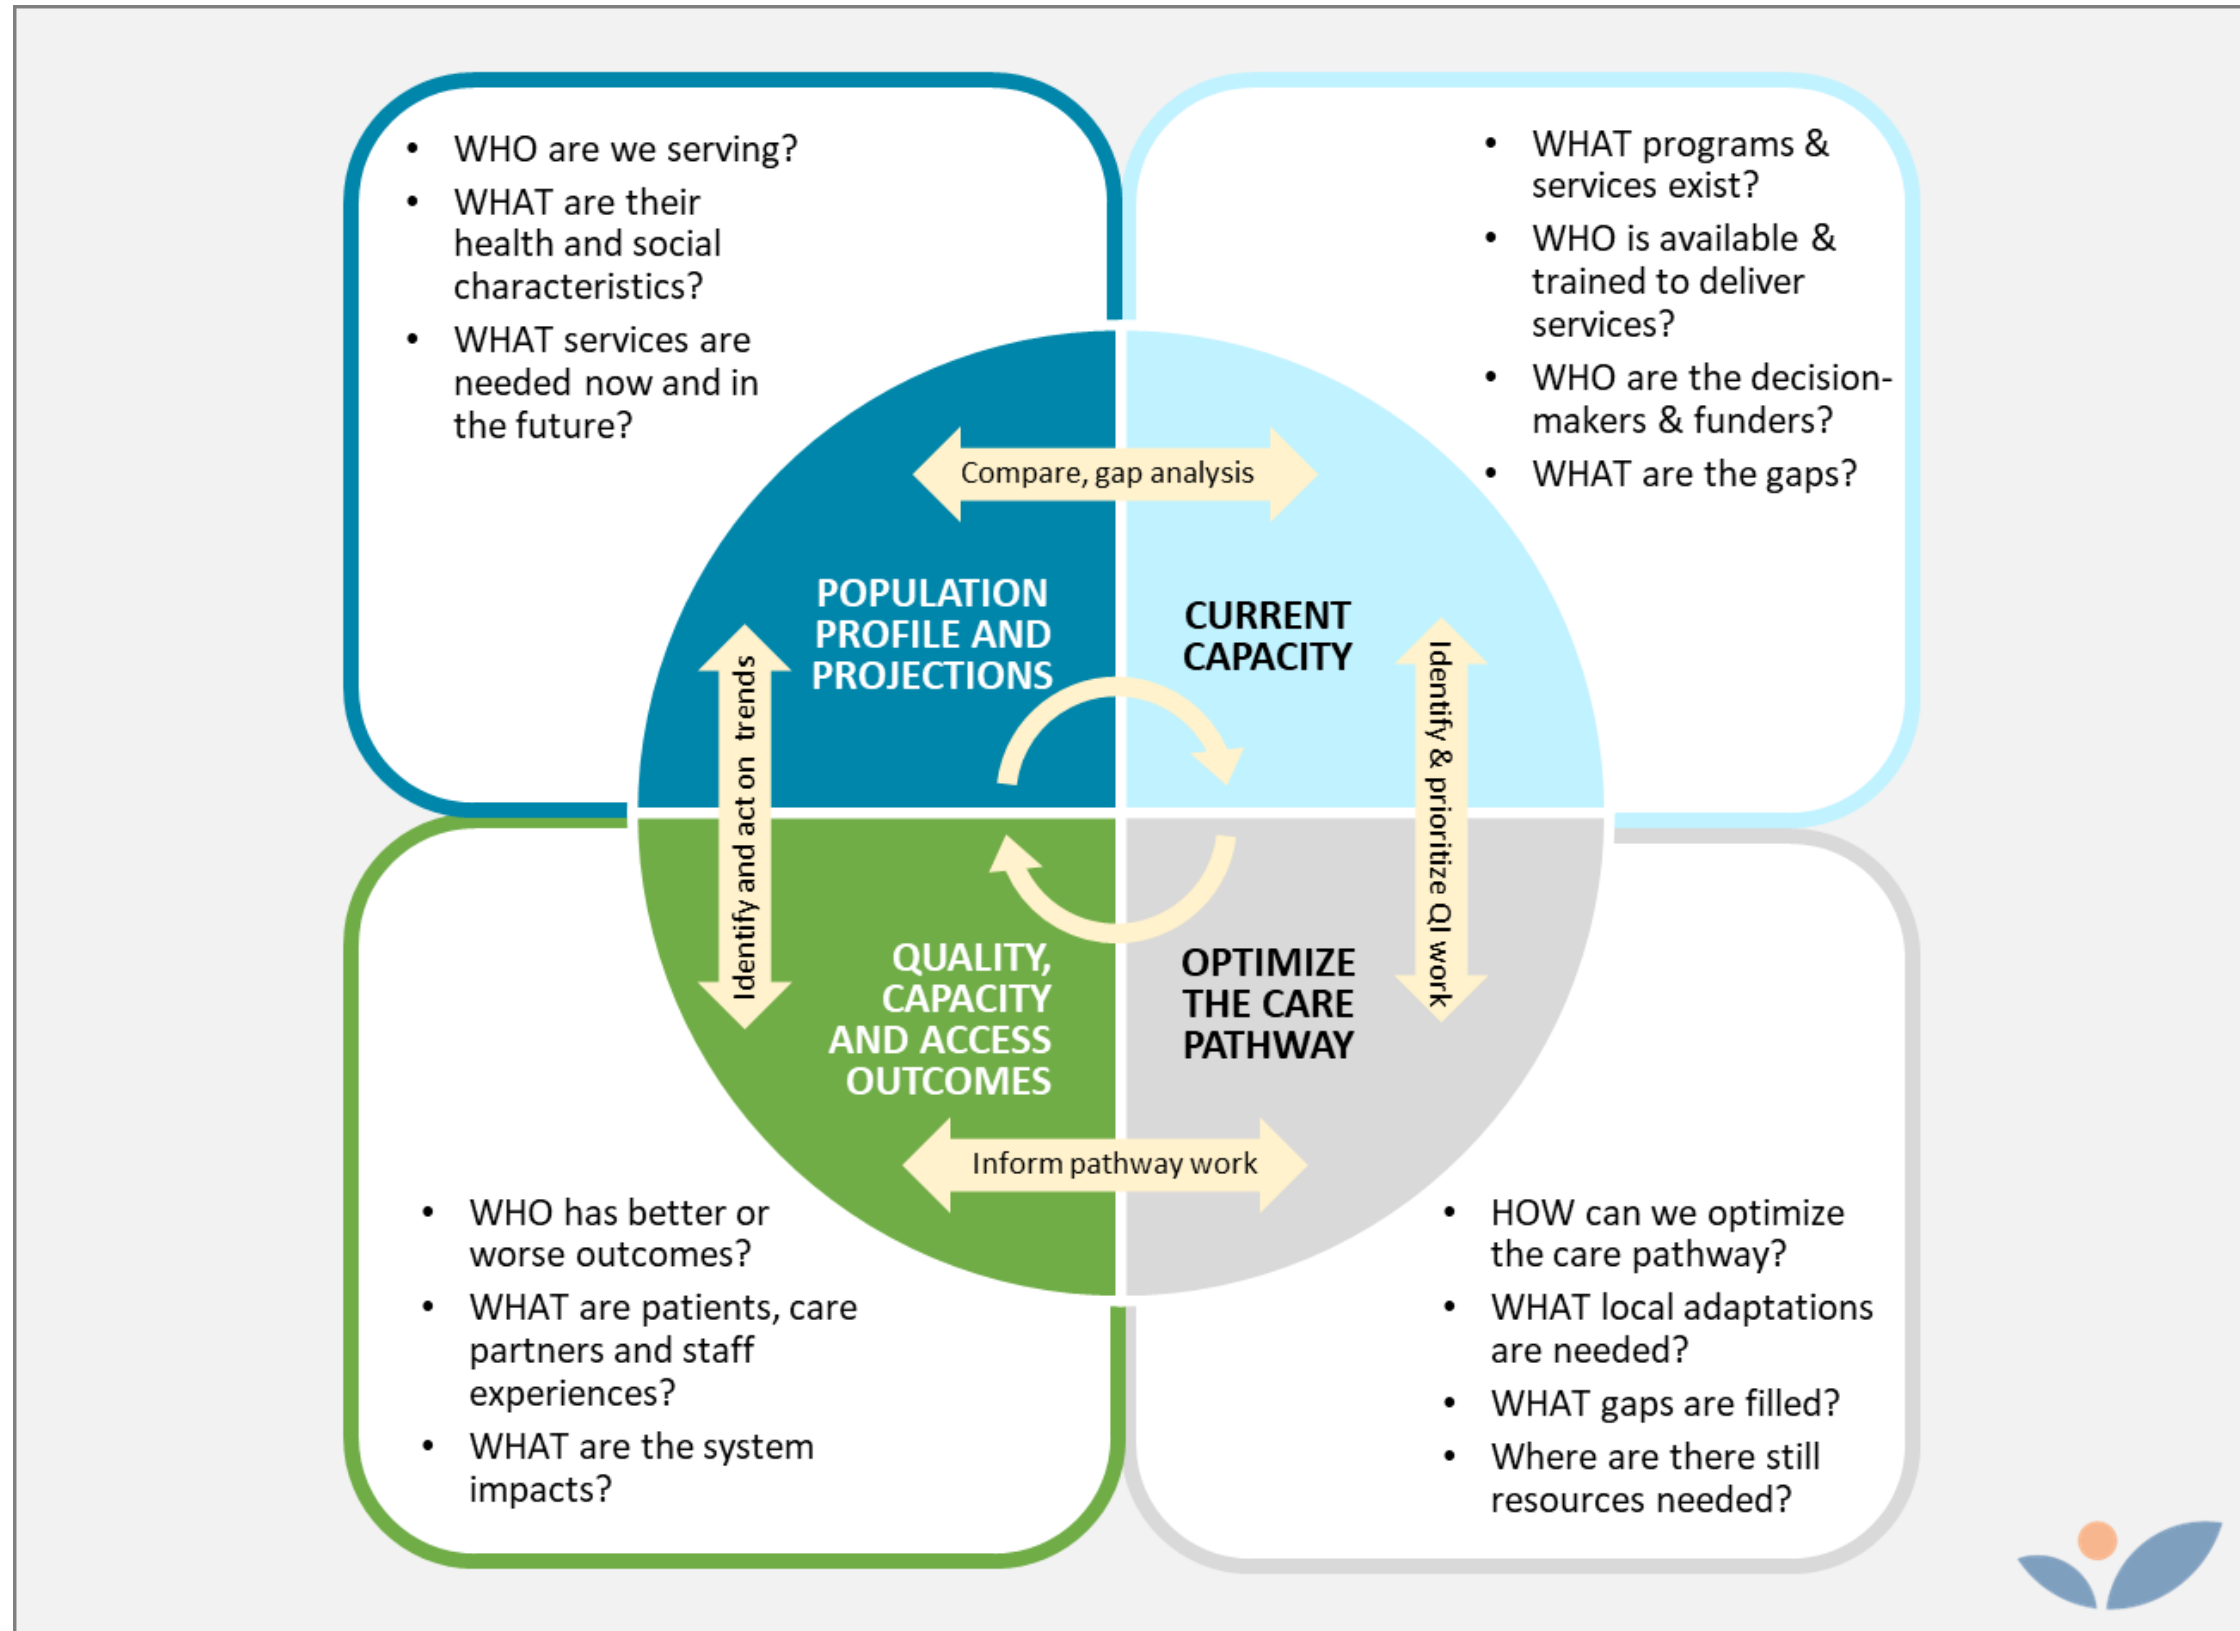 • WHO are we serving?
• WHAT are their
health and social
characteristics?
• WHAT services are
needed now and in
the future?
• WHAT programs &
services exist?
• WHO is available &
trained to deliver
services?
• WHO are the decision-
makers & funders?
• WHAT are the gaps?
Compare, gap analysis
POPULATION
PROFILE AND
PROJECTIONS
CURRENT
CAPACITY
Identify and act on trends
Identify & prioritize QI work
QUALITY,
CAPACITY
AND ACCESS
OUTCOMES
OPTIMIZE
THE CARE
PATHWAY
Inform pathway work
• WHO has better or
worse outcomes?
• WHAT are patients, care
partners and staff
experiences?
• WHAT are the system
impacts?
• HOW can we optimize
the care pathway?
• WHAT local adaptations
are needed?
• WHAT gaps are filled?
• Where are there still
resources needed?